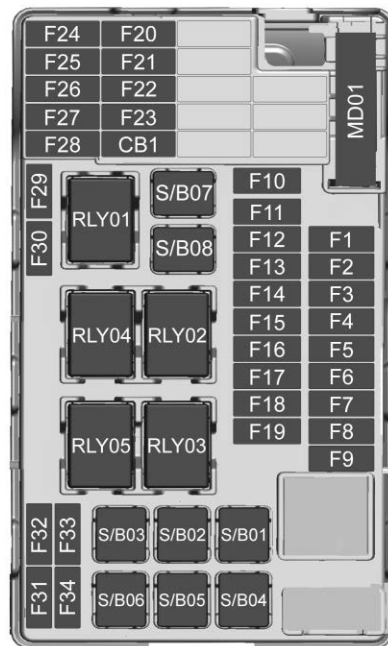 F24 F20
F25 F21
F26 F22
F27 F23
F28 CB1
MD01
F29
F30
RLY01
S/B07
S/B08
F10
F11
F12 F1
F13 F2
F14 F3
F15 F4
F16 F5
F17 F6
F18 F7
F19 F8
F9
RLY04 RLY02
RLY05 RLY03
F32 F33
F31 F34
S/B03 S/B02 S/B01
S/B06 S/B05 S/B04